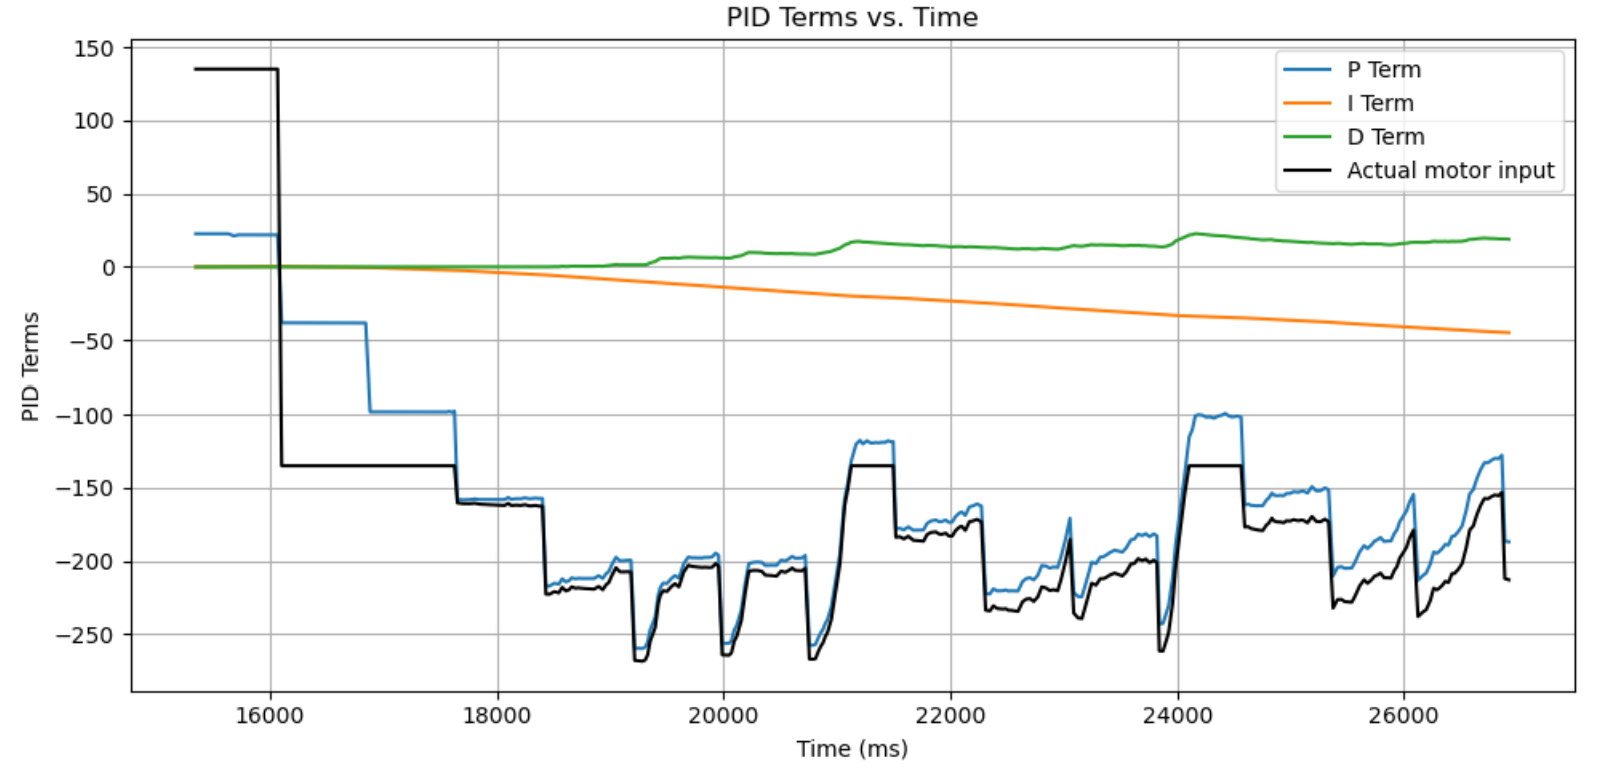 PID Terms vs. Time
150
100
50
0
−50
−100
−150
−200
−250
PID Terms
P Term
I Term
D Term
Actual motor input
16000 18000 20000 22000 24000 26000
Time (ms)